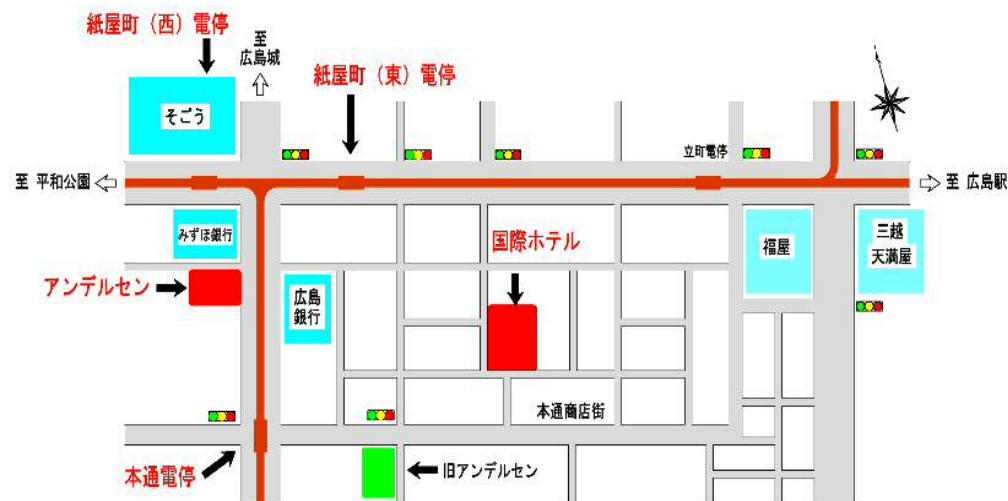 紙屋町（西）電停
至
広島城
紙屋町（東）電停
そごう
立町電停
至 平和公園
至 広島駅
みずほ銀行
国際ホテル
福屋
三越
天満屋
アンデルセン
広島
銀行
本通商店街
本通電停
旧アンデルセン